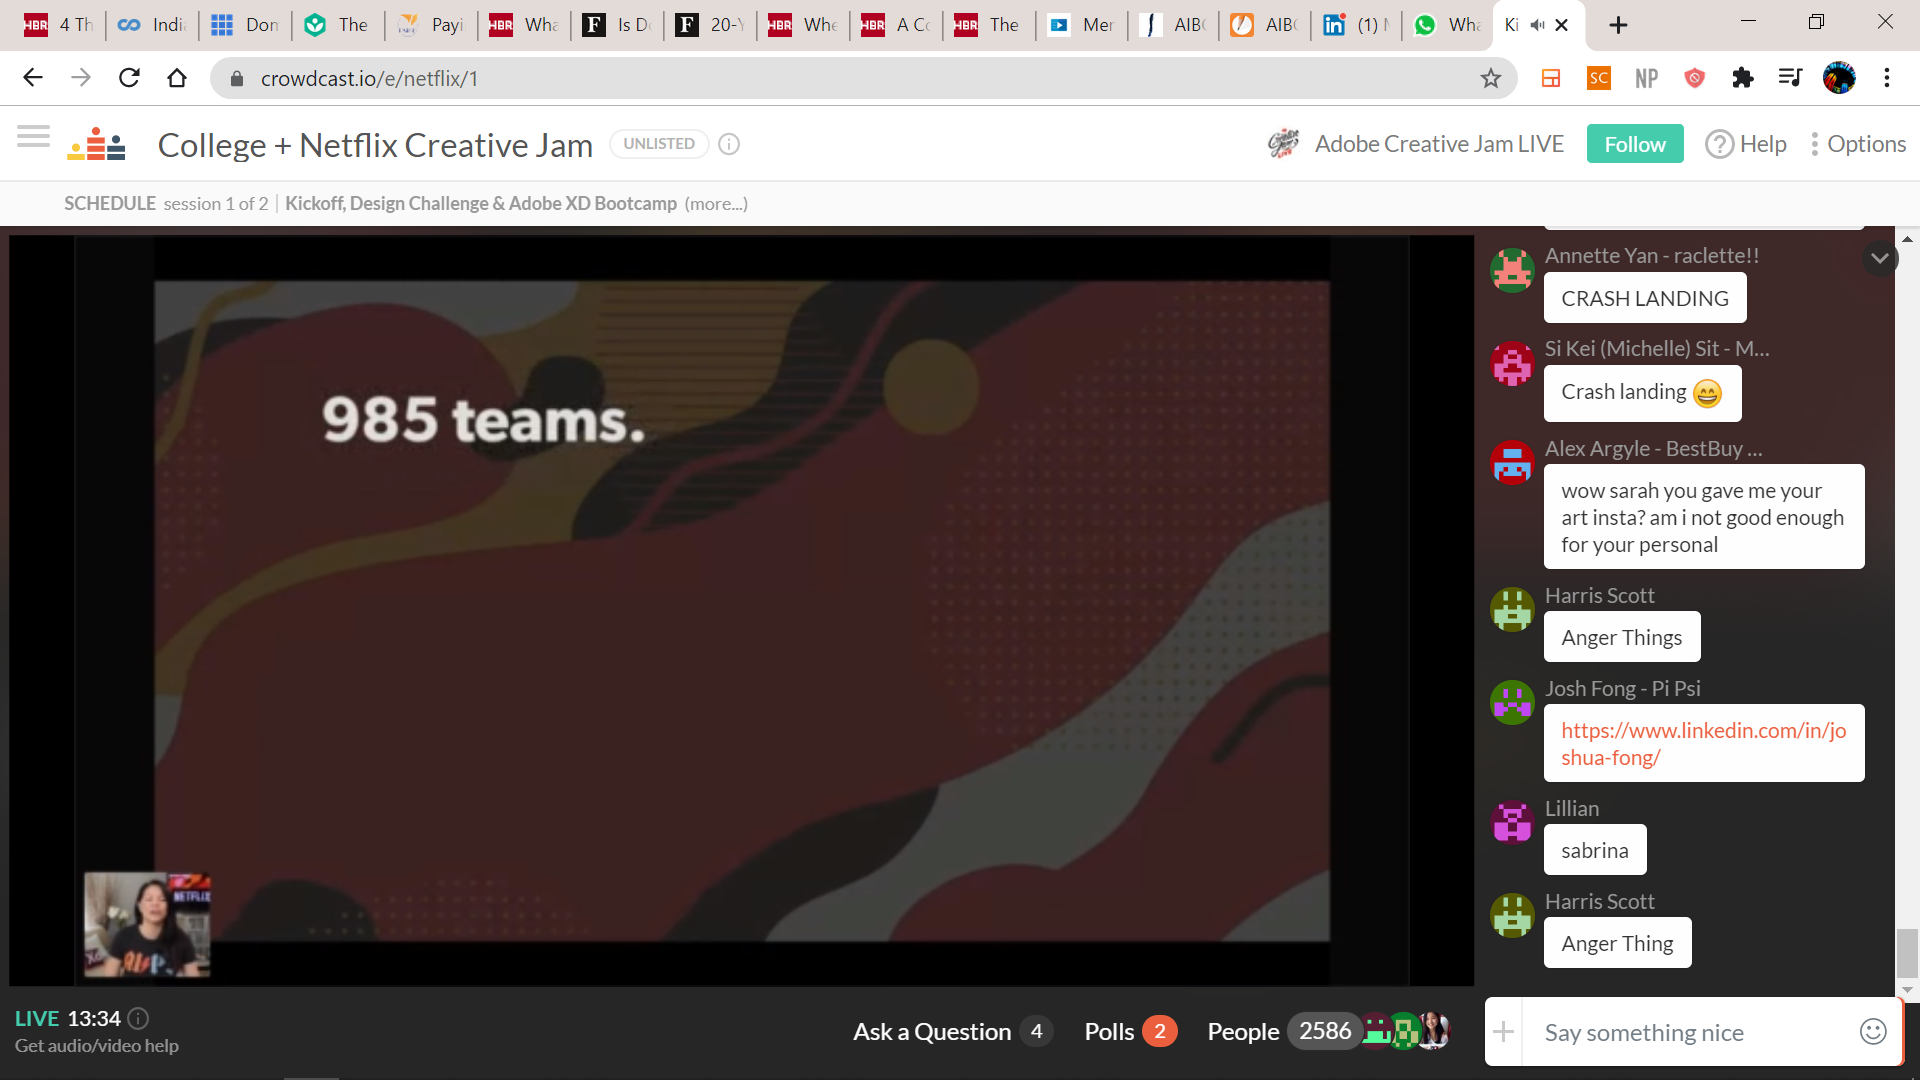 HBR 4 Th
India
Don
The
Payi
HBR Wha
F Is D
F 20-Y
HBR Whe
HBR A Co
HBR The
Mer
AIBC
AIBC
in (1) M
Wha
Ki
crowdcast.io/e/netflix/1
SC
NP
College + Netflix Creative Jam
UNLISTED
Adobe Creative Jam LIVE
Follow
Help
Options
SCHEDULE session 1 of 2 | Kickoff, Design Challenge & Adobe XD Bootcamp (more...)
985 teams.
NETFLIX
Annette Yan - raclette!!
CRASH LANDING
Si Kei (Michelle) Sit - M...
Crash landing 😄
Alex Argyle - BestBuy ...
wow sarah you gave me your
art insta? am i not good enough
for your personal
Harris Scott
Anger Things
Josh Fong - Pi Psi
https://www.linkedin.com/in/jo
shua-fong/
Lillian
sabrina
Harris Scott
Anger Thing
LIVE 13:34
Get audio/video help
Ask a Question 4
Polls 2
People 2586
Say something nice